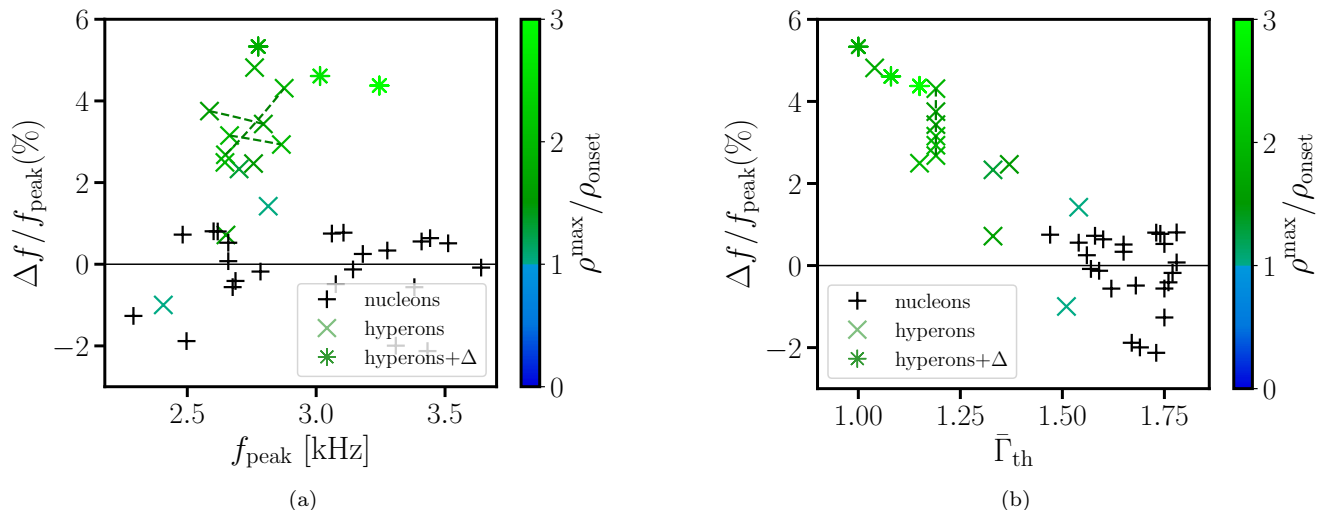 6
4
2
0
−2
2.5 3.0 3.5
Δf/f_peak(%)
f_peak [kHz]
nucleons
hyperons
hyperons+Δ
3
2
1
0
ρ^max/ρ_onset
(a)
6
4
2
0
−2
1.00 1.25 1.50 1.75
Δf/f_peak(%)
Γ̄_th
nucleons
hyperons
hyperons+Δ
3
2
1
0
ρ^max/ρ_onset
(b)